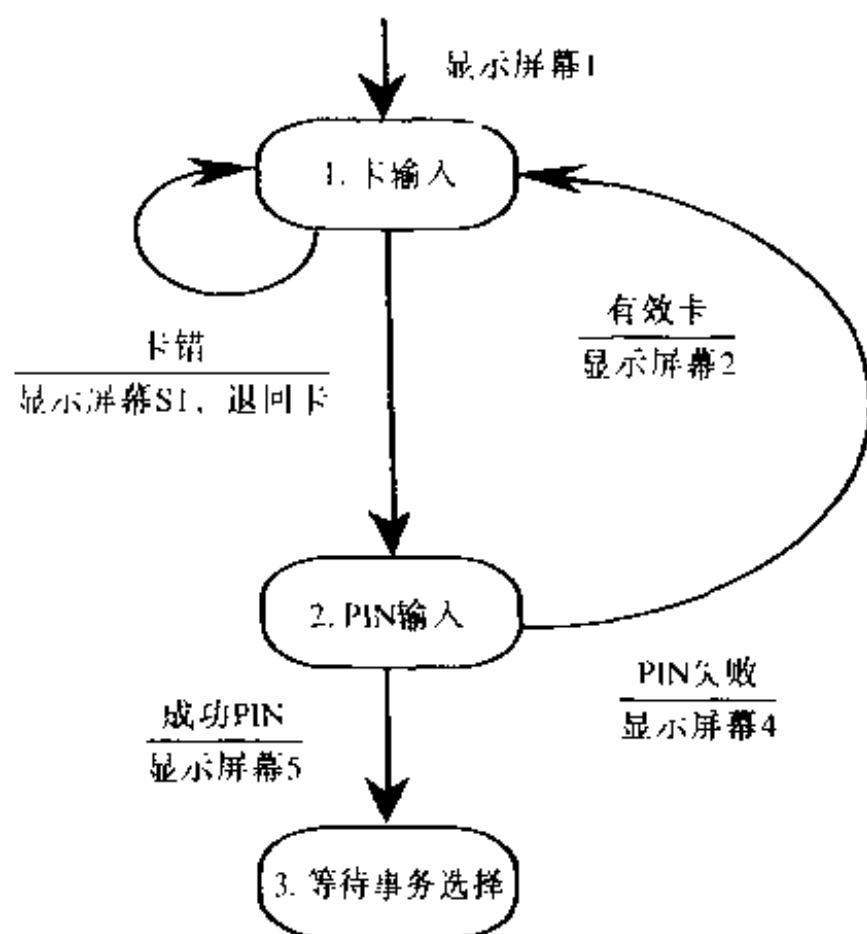 显示屏幕1
1. 卡输入
有效卡
显示屏幕2
卡错
显示屏幕S1，退回卡
2. PIN输入
PIN失败
显示屏幕4
成功PIN
显示屏幕5
3. 等待事务选择